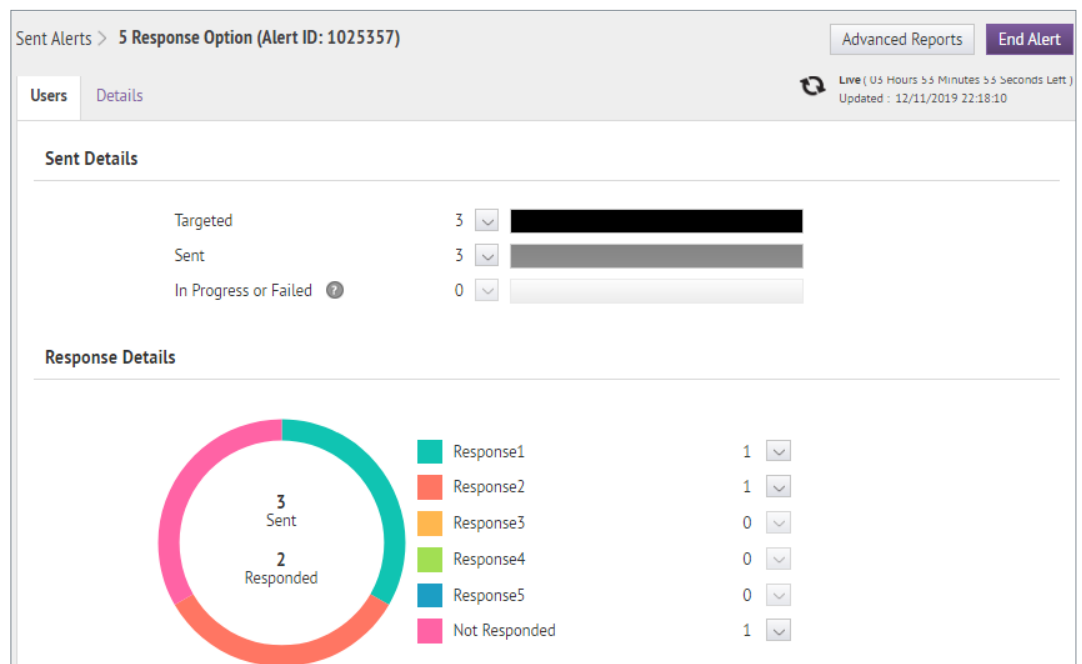 Sent Alerts > 5 Response Option (Alert ID: 1025357)
Advanced Reports
End Alert
Users
Details
Live ( 03 Hours 53 Minutes 53 Seconds Left )
Updated : 12/11/2019 22:18:10
Sent Details
Targeted 3
Sent 3
In Progress or Failed ? 0
Response Details
3
Sent
2
Responded
Response1 1
Response2 1
Response3 0
Response4 0
Response5 0
Not Responded 1